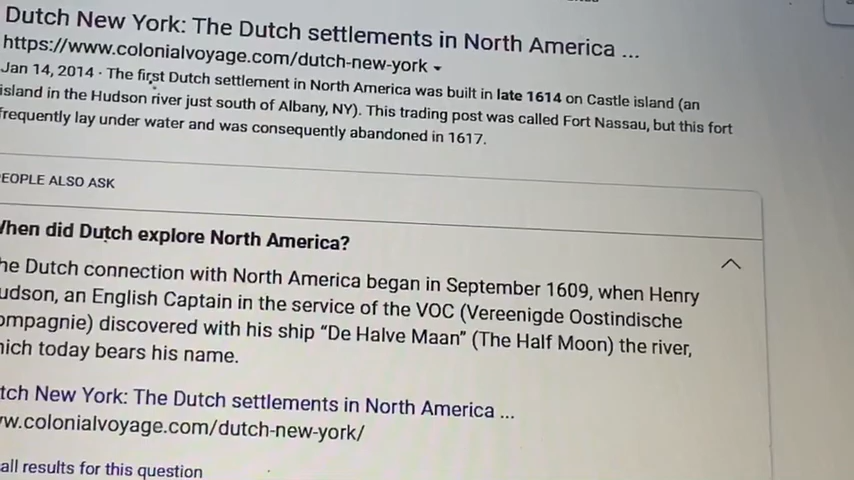 Dutch New York: The Dutch settlements in North America ...
https://www.colonialvoyage.com/dutch-new-york
Jan 14, 2014 · The first Dutch settlement in North America was built in late 1614 on Castle island (an
island in the Hudson river just south of Albany, NY). This trading post was called Fort Nassau, but this fort
frequently lay under water and was consequently abandoned in 1617.
EOPLE ALSO ASK
When did Dutch explore North America?
he Dutch connection with North America began in September 1609, when Henry
udson, an English Captain in the service of the VOC (Vereenigde Oostindische
ompagnie) discovered with his ship "De Halve Maan" (The Half Moon) the river,
hich today bears his name.
tch New York: The Dutch settlements in North America ...
w.colonialvoyage.com/dutch-new-york/
all results for this question